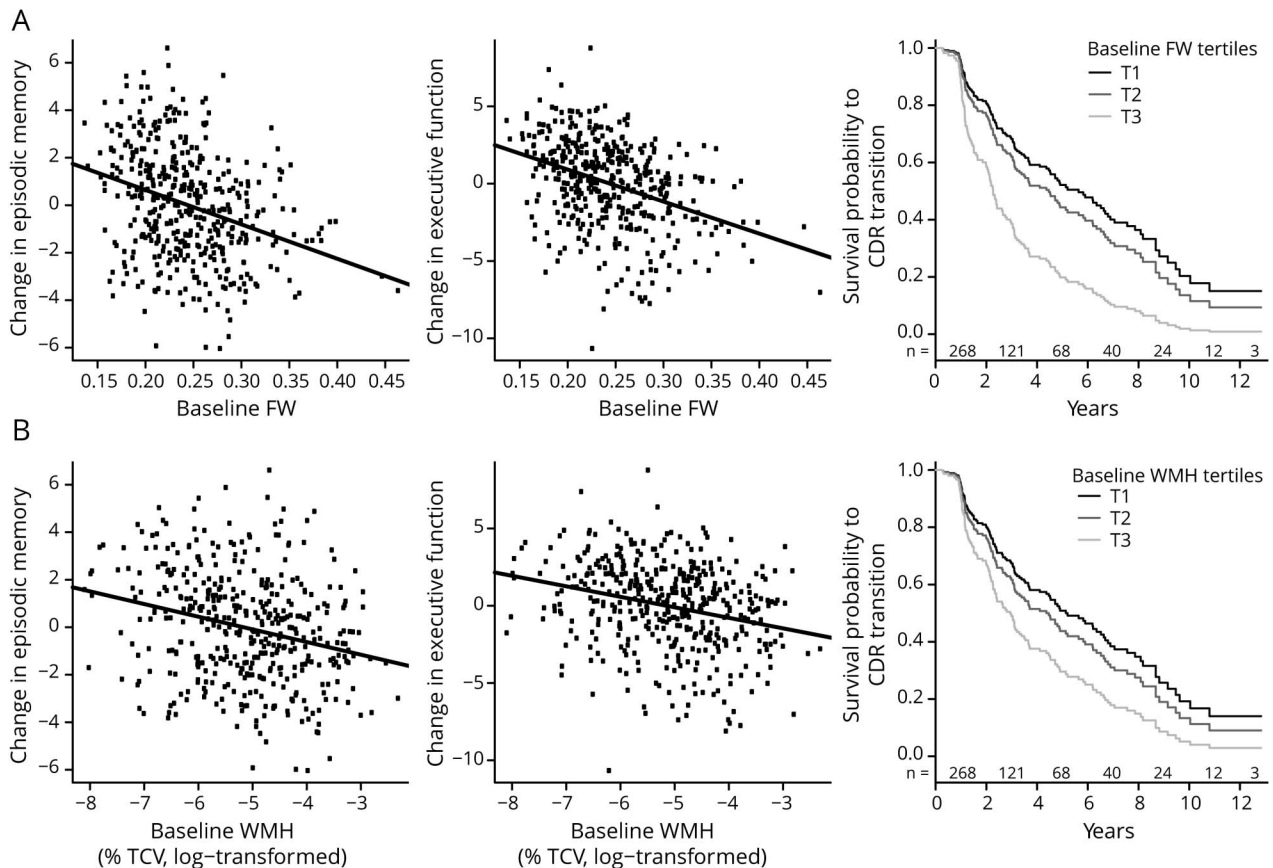 A
Change in episodic memory
6
4
2
0
−2
−4
−6
0.15 0.20 0.25 0.30 0.35 0.40 0.45
Baseline FW
Change in executive function
5
0
−5
−10
0.15 0.20 0.25 0.30 0.35 0.40 0.45
Baseline FW
Survival probability to
CDR transition
1.0
0.8
0.6
0.4
0.2
0.0
Baseline FW tertiles
T1
T2
T3
n = 268 121 68 40 24 12 3
0 2 4 6 8 10 12
Years
B
Change in episodic memory
6
4
2
0
−2
−4
−6
−8 −7 −6 −5 −4 −3
Baseline WMH
(% TCV, log−transformed)
Change in executive function
5
0
−5
−10
−8 −7 −6 −5 −4 −3
Baseline WMH
(% TCV, log−transformed)
Survival probability to
CDR transition
1.0
0.8
0.6
0.4
0.2
0.0
Baseline WMH tertiles
T1
T2
T3
n = 268 121 68 40 24 12 3
0 2 4 6 8 10 12
Years